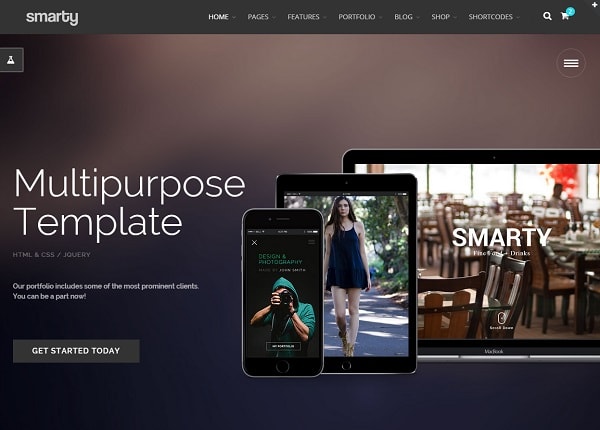 smarty
HOME PAGES FEATURES PORTFOLIO BLOG SHOP SHORTCODES
2
Multipurpose
Template
HTML & CSS / JQUERY
Our portfolio includes some of the most prominent clients.
You can be a part now!
GET STARTED TODAY
DESIGN &
PHOTOGRAPHY
MADE BY JOHN SMITH
MY PORTFOLIO
SMARTY
Fine Food & Drinks
Scroll Down
MacBook